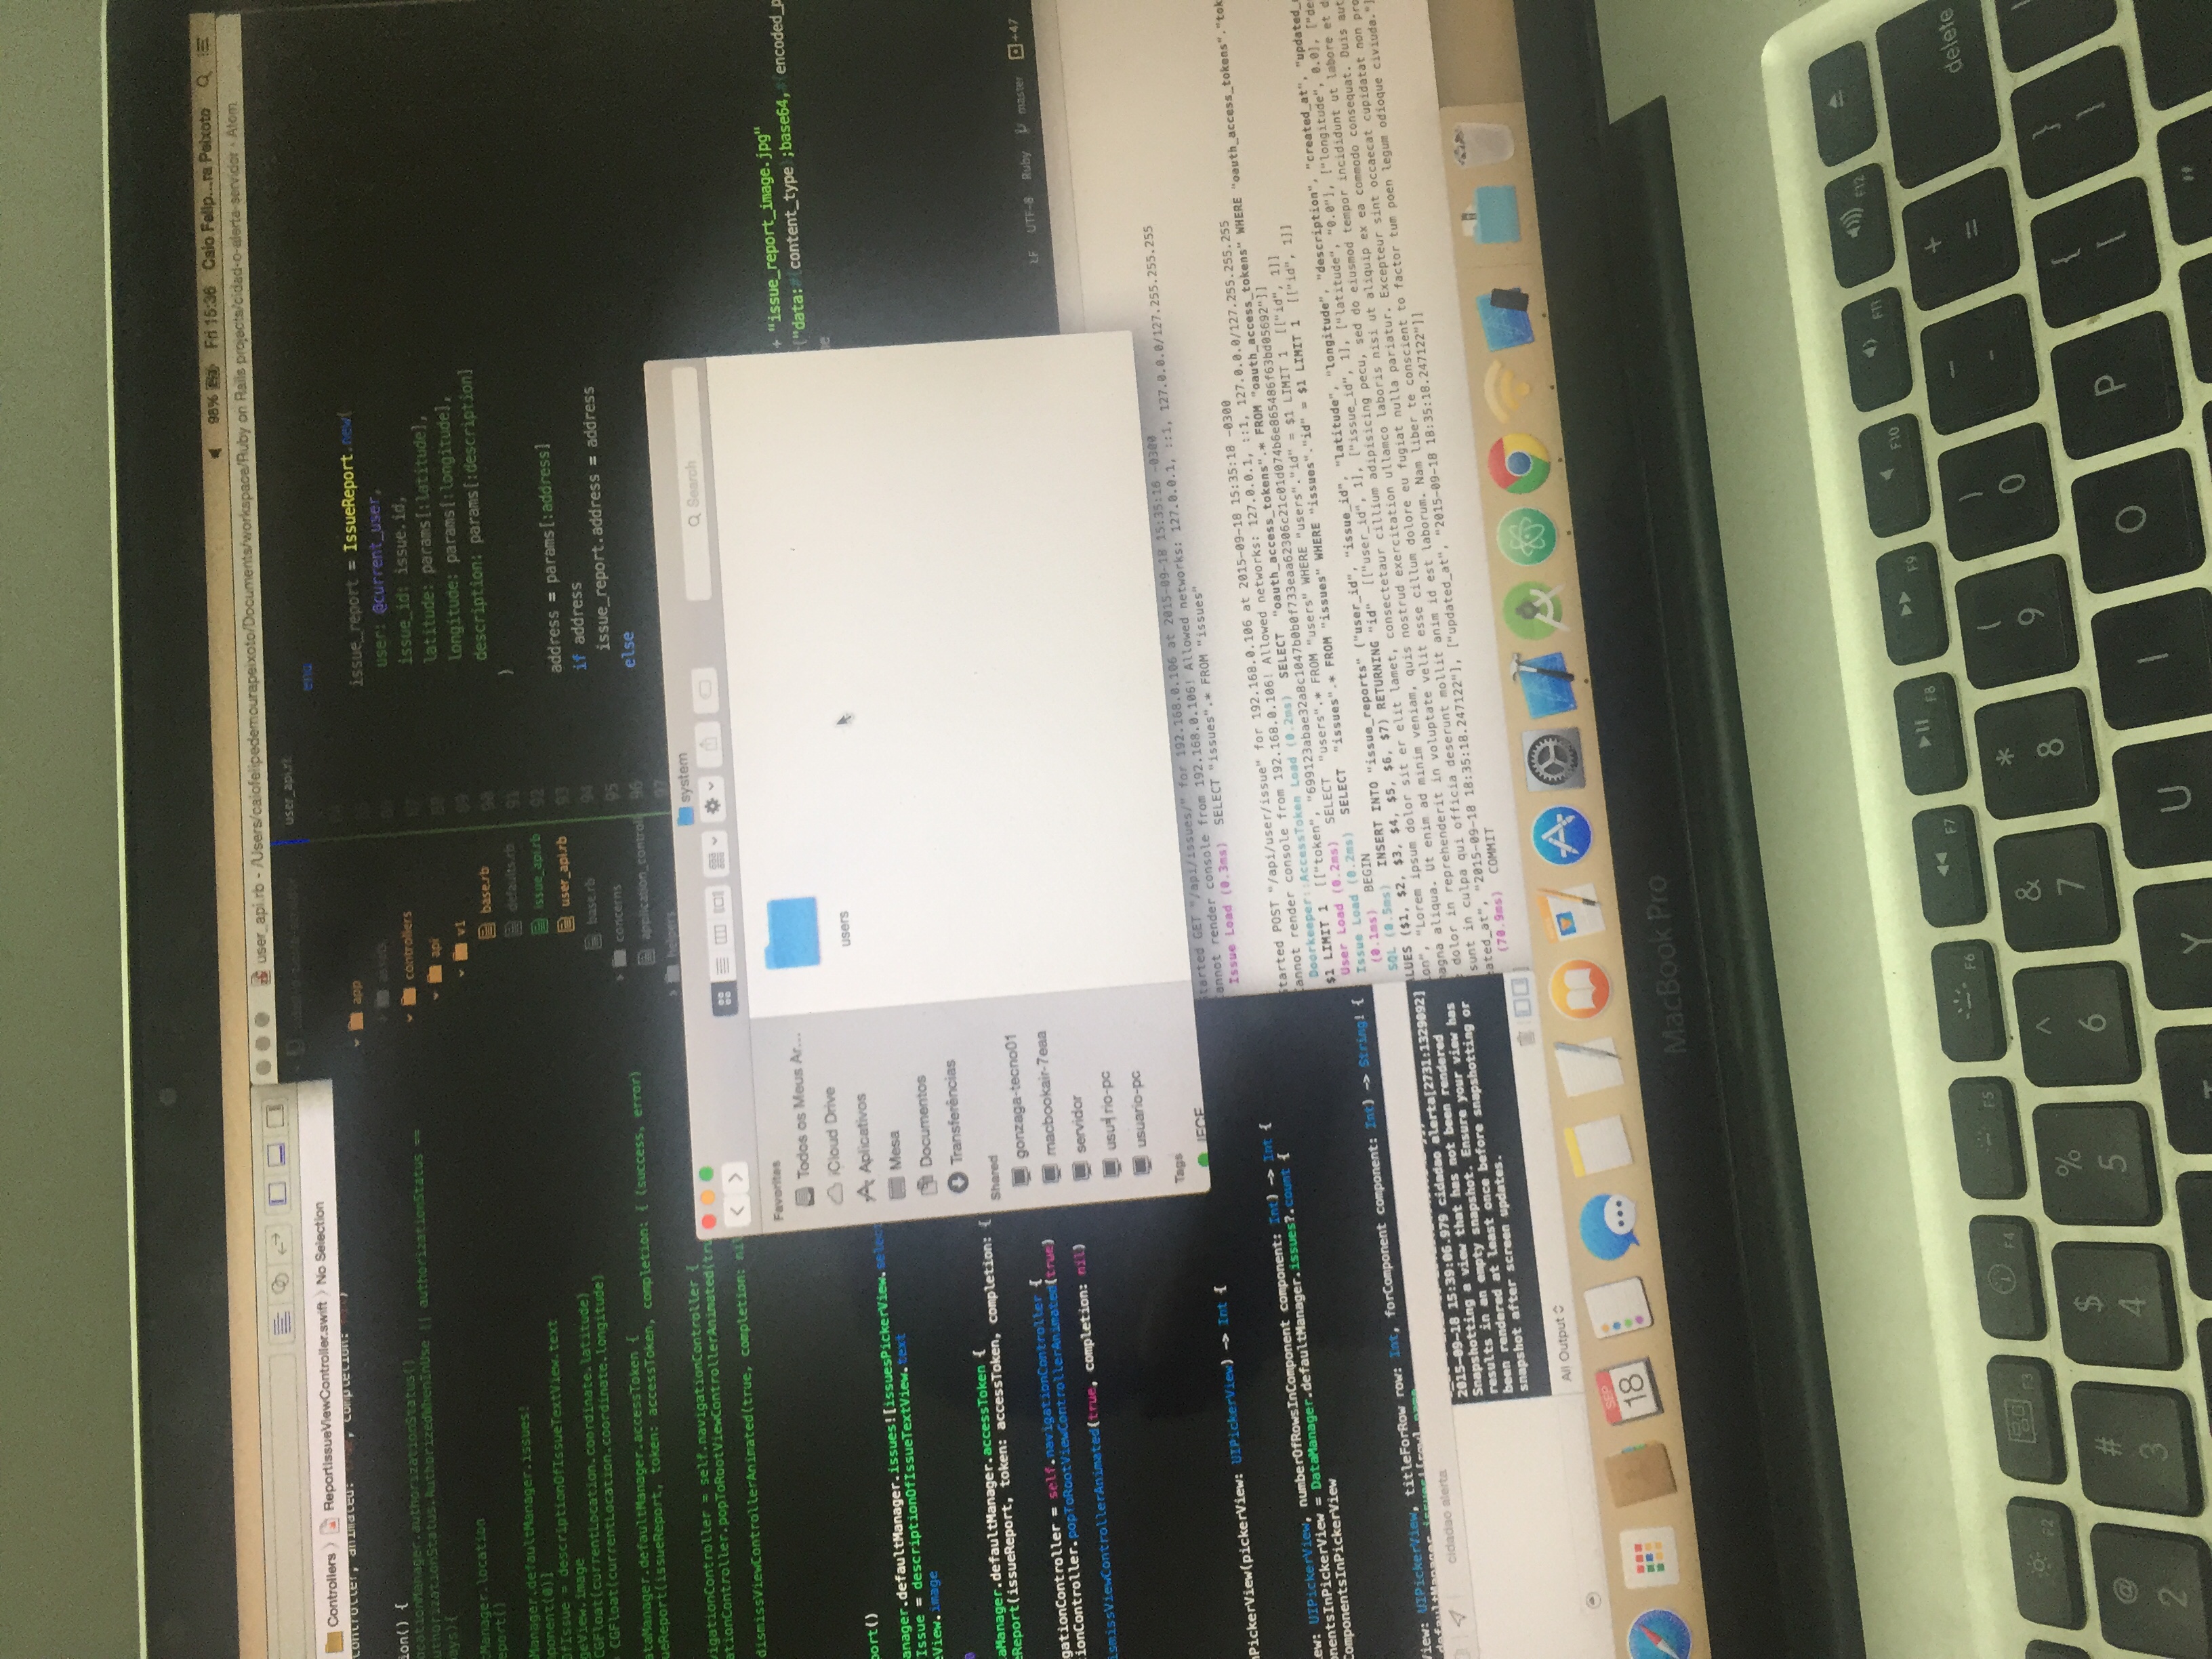 98% Fri 15:36 Caio Felip...ra Peixoto
user_api.rb - /Users/caiofelipedemourapeixoto/Documents/workspace/Ruby on Rails projects/cidad-o-alerta-servidor - Atom
Controllers ReportIssueViewController.swift No Selection
ion() {
ocationManager.authorizationStatus()
uthorizationStatus.AuthorizedWhenInUse || authorizationStatus ==
ays){
cManager.location
eport()
Manager.defaultManager.issues!
mponent(0)]
OfIssue = descriptionOfIssueTextView.text
geView.image
CGFloat(currentLocation.coordinate.latitude)
CGFloat(currentLocation.coordinate.longitude)
ataManager.defaultManager.accessToken {
ueReport(issueReport, token: accessToken, completion: { (success, error)
vigationController = self.navigationController {
ationController.popToRootViewControllerAnimated(tru
dismissViewControllerAnimated(true, completion: nil
port()
anager.defaultManager.issues![issuesPickerView.selec
Issue = descriptionOfIssueTextView.text
eView.image
aManager.defaultManager.accessToken {
eReport(issueReport, token: accessToken, completion: {
gationController = self.navigationController {
ionController.popToRootViewControllerAnimated(true)
ismissViewControllerAnimated(true, completion: nil)
nPickerView(pickerView: UIPickerView) -> Int {
iew: UIPickerView, numberOfRowsInComponent component: Int) -> Int {
onentsInPickerView = DataManager.defaultManager.issues?.count {
ComponentsInPickerView
View: UIPickerView, titleForRow row: Int, forComponent component: Int) -> String! {
app
assets
controllers
api
v1
base.rb
defaults.rb
issue_api.rb
user_api.rb
base.rb
concerns
application_control
helpers
user_api.rb
end
issue_report = IssueReport.new(
user: @current_user,
issue_id: issue.id,
latitude: params[:latitude],
longitude: params[:longitude],
description: params[:description]
)
address = params[:address]
if address
issue_report.address = address
else
88
89
90
91
92
93
94
95
96
97
+ "issue_report_image.jpg"
("data:#{content_type};base64,#{encoded_p
LF UTF-8 Ruby master +47
system
Search
Favorites
Todos os Meus Ar...
iCloud Drive
Aplicativos
Mesa
Documentos
Transferências
Shared
gonzaga-tecno01
macbookair-7eaa
servidor
usu┤rio-pc
usuario-pc
Tags
IFCE
users
tarted GET "/api/issues/" for 192.168.0.106 at 2015-09-18 15:35:16 -0300
annot render console from 192.168.0.106! Allowed networks: 127.0.0.1, ::1, 127.0.0.0/127.255.255.255
Issue Load (0.3ms) SELECT "issues".* FROM "issues"
tarted POST "/api/user/issue" for 192.168.0.106 at 2015-09-18 15:35:18 -0300
annot render console from 192.168.0.106! Allowed networks: 127.0.0.1, ::1, 127.0.0.0/127.255.255.255
Doorkeeper::AccessToken Load (0.2ms) SELECT "oauth_access_tokens".* FROM "oauth_access_tokens" WHERE "oauth_access_tokens"."tok
$1 LIMIT 1 [["token", "699123abae32a8c1047b0b0f733eaa62306c21c01d074b6e865486f63bd05692"]]
User Load (0.2ms) SELECT "users".* FROM "users" WHERE "users"."id" = $1 LIMIT 1 [["id", 1]]
Issue Load (0.2ms) SELECT "issues".* FROM "issues" WHERE "issues"."id" = $1 LIMIT 1 [["id", 1]]
(0.1ms) BEGIN
SQL (0.5ms) INSERT INTO "issue_reports" ("user_id", "issue_id", "latitude", "longitude", "description", "created_at", "updated_
ALUES ($1, $2, $3, $4, $5, $6, $7) RETURNING "id" [["user_id", 1], ["issue_id", 1], ["latitude", "0.0"], ["longitude", 0.0], ["de
ion", "Lorem ipsum dolor sit er elit lamet, consectetaur cillium adipisicing pecu, sed do eiusmod tempor incididunt ut labore et d
agna aliqua. Ut enim ad minim veniam, quis nostrud exercitation ullamco laboris nisi ut aliquip ex ea commodo consequat. Duis aut
dolor in reprehenderit in voluptate velit esse cillum dolore eu fugiat nulla pariatur. Excepteur sint occaecat cupidatat non pro
sunt in culpa qui officia deserunt mollit anim id est laborum. Nam liber te conscient to factor tum poen legum odioque civiuda."]
ated_at", "2015-09-18 18:35:18.247122"], ["updated_at", "2015-09-18 18:35:18.247122"]]
(70.9ms) COMMIT
cidadao alerta
2015-09-18 15:39:06.979 cidadao alerta[2731:1329092]
Snapshotting a view that has not been rendered
results in an empty snapshot. Ensure your view has
been rendered at least once before snapshotting or
snapshot after screen updates.
All Output
SEP
18
MacBook Pro
F2 F3 F4 F5 F6 F7 F8 F9 F10 F11 F12
@ # $ % ^ & * ( ) - +
2 3 4 5 6 7 8 9 0 - = delete
T Y U I O P { [ } ]
"